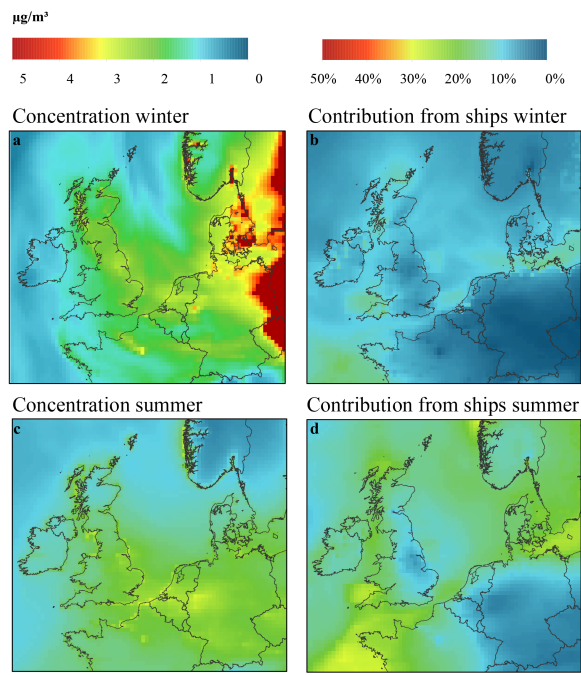 µg/m³
5 4 3 2 1 0
50% 40% 30% 20% 10% 0%
Concentration winter
Contribution from ships winter
a
b
Concentration summer
Contribution from ships summer
c
d